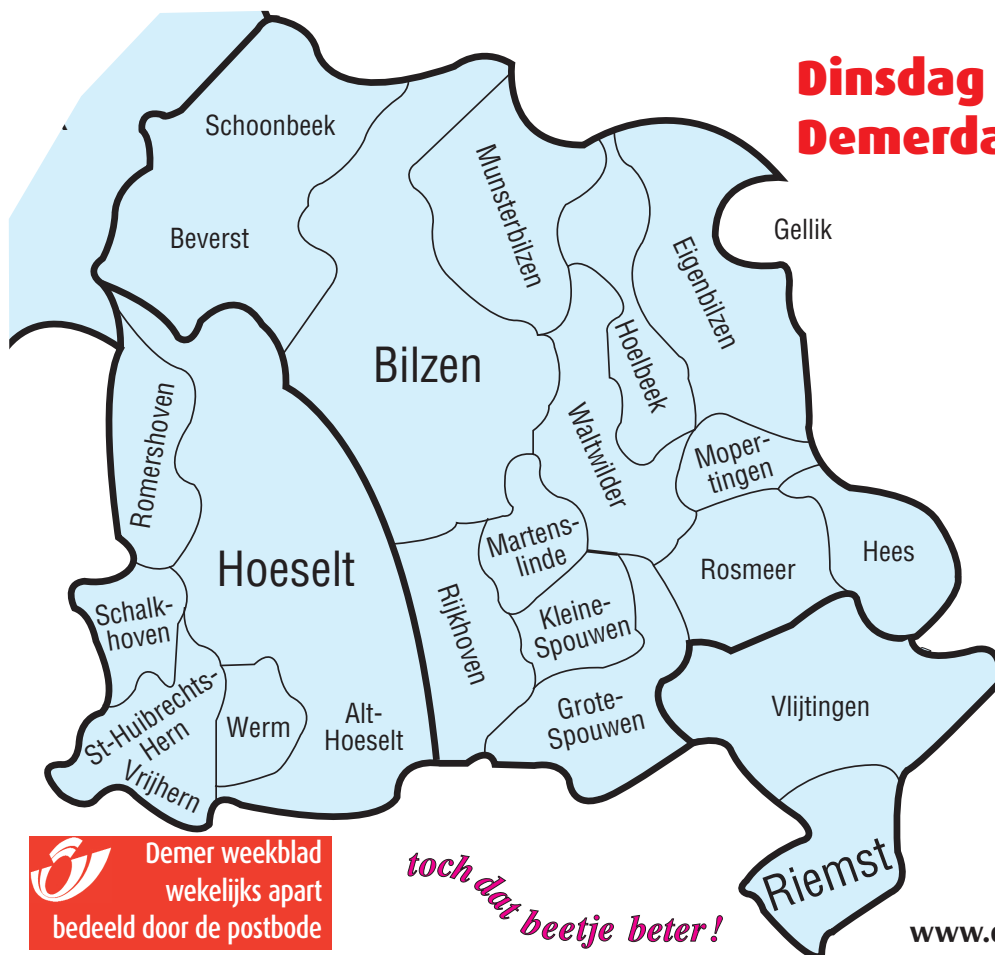 Dinsdag
Demerda
Schoonbeek
Beverst
Munsterbilzen
Gellik
Eigenbilzen
Bilzen
Hoelbeek
Romershoven
Waltwilder
Moper-
tingen
Hoeselt
Martens-
linde
Rosmeer
Hees
Schalk-
hoven
Rijkhoven
Kleine-
Spouwen
St-Huibrechts-
Hern
Vrijhern
Werm
Alt-
Hoeselt
Grote-
Spouwen
Vlijtingen
Riemst
Demer weekblad
wekelijks apart
bedeeld door de postbode
toch dat beetje beter!
www.